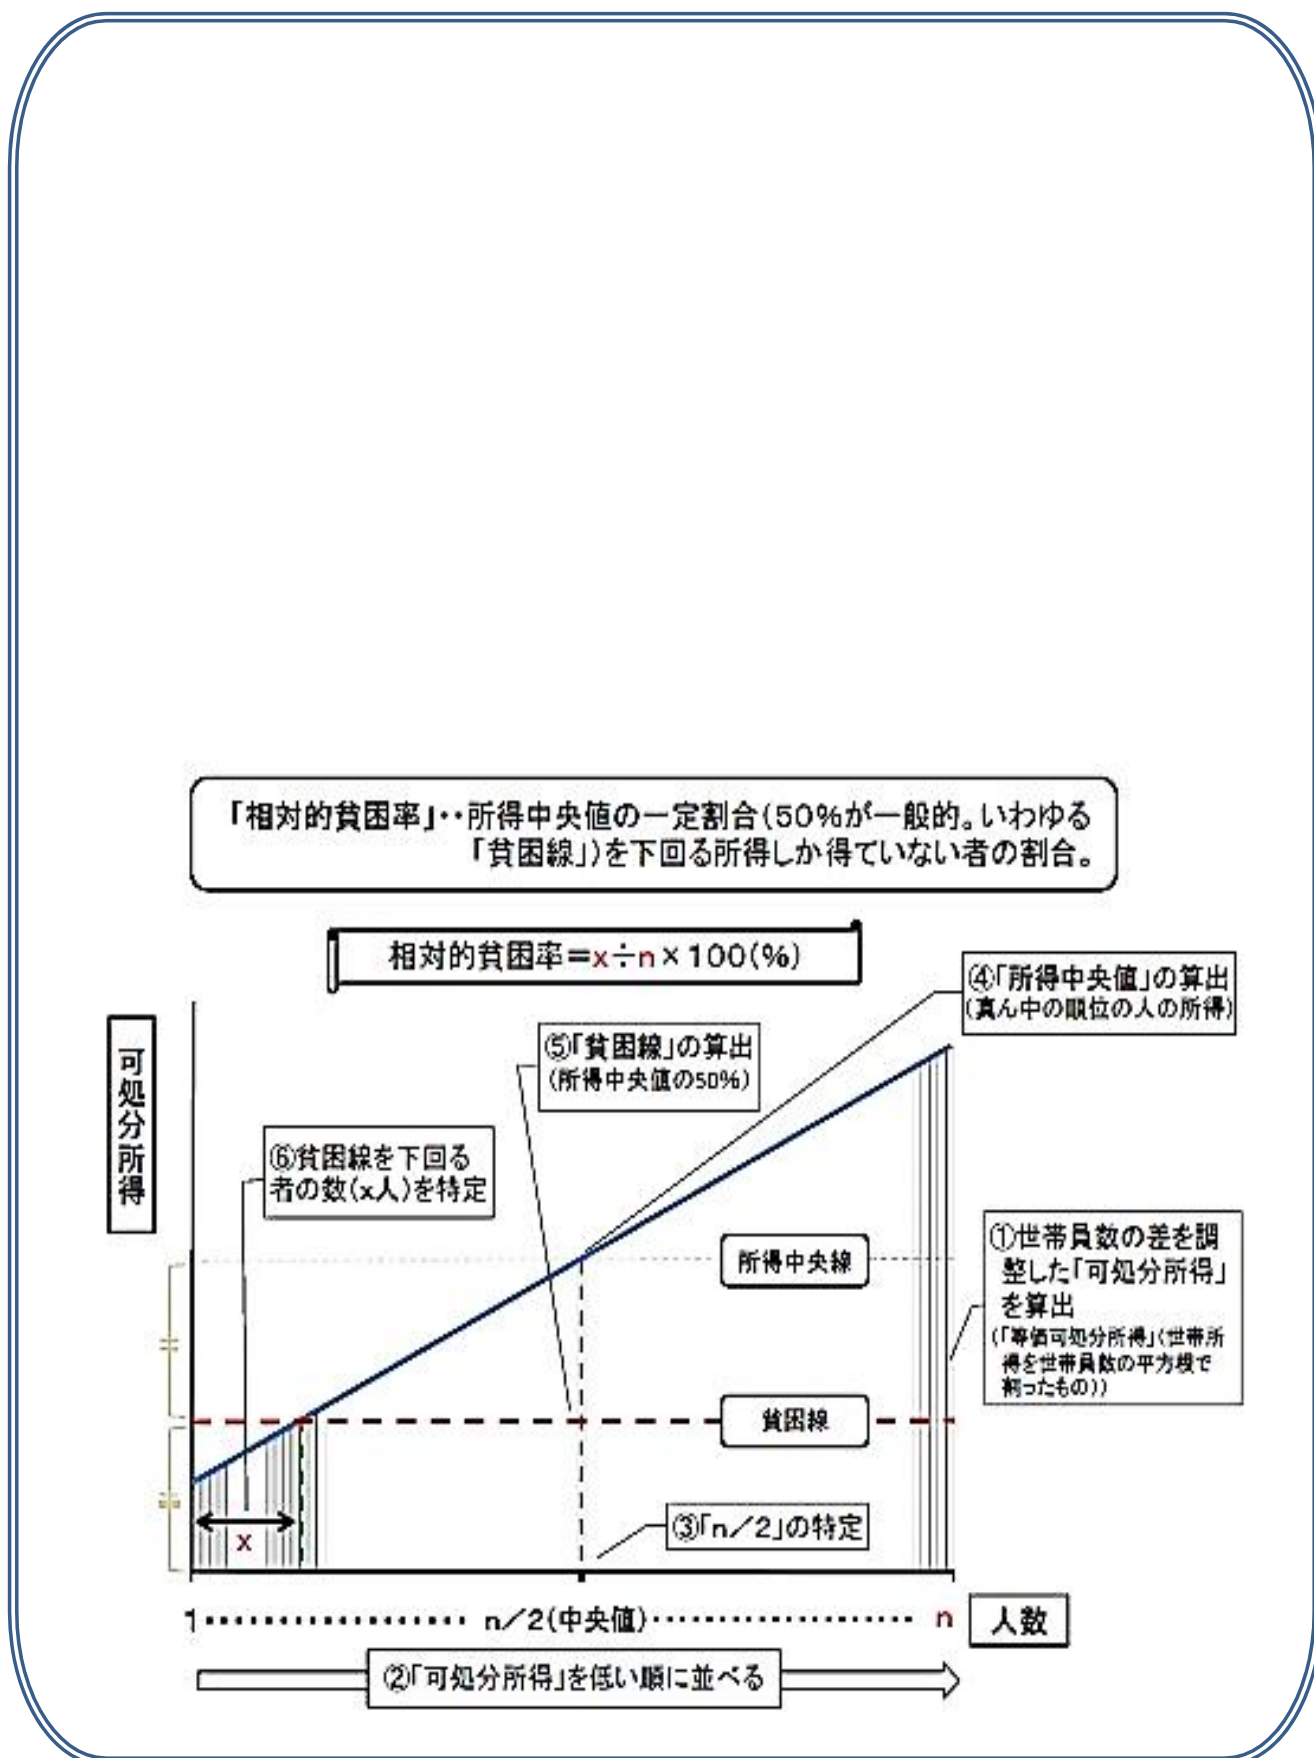 「相対的貧困率」・・所得中央値の一定割合(50%が一般的。いわゆる
「貧困線」)を下回る所得しか得ていない者の割合。
相対的貧困率=x÷n×100(%)
④「所得中央値」の算出
(真ん中の順位の人の所得)
⑤「貧困線」の算出
(所得中央値の50%)
可処分所得
⑥貧困線を下回る
者の数(x人)を特定
所得中央線
①世帯員数の差を調
整した「可処分所得」
を算出
(「等価可処分所得」(世帯所
得を世帯員数の平方根で
割ったもの))
貧困線
x
③「n/2」の特定
1・・・・・・・・・・・・・・・・・ n/2(中央値)・・・・・・・・・・・・・・・・・ n
人数
②「可処分所得」を低い順に並べる